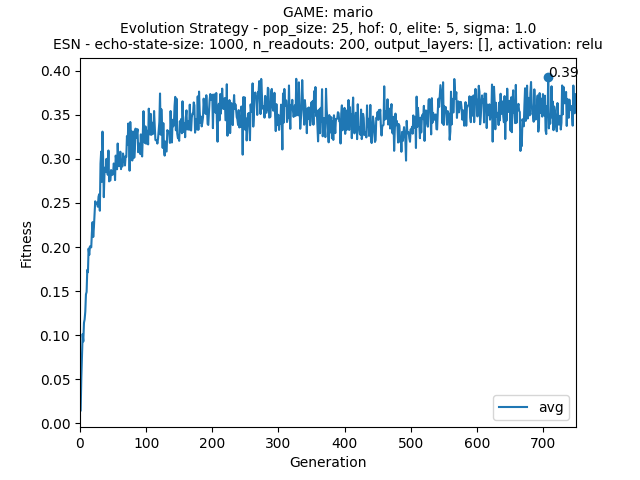 GAME: mario
Evolution Strategy - pop_size: 25, hof: 0, elite: 5, sigma: 1.0
ESN - echo-state-size: 1000, n_readouts: 200, output_layers: [], activation: relu
0.39
0.40
0.35
0.30
0.25
0.20
0.15
0.10
0.05
0.00
Fitness
avg
0 100 200 300 400 500 600 700
Generation